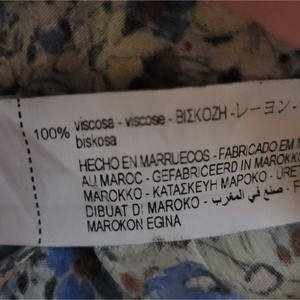 100% viscosa - viscose - ΒΙΣΚΟΖΗ - レーヨン -
biskosa
HECHO EN MARRUECOS - FABRICADO EM M
AU MAROC - GEFABRICEERD IN MAROKK
MAROKKO - ΚΑΤΑΣΚΕΥΗ ΜΑΡΟΚΟ - URET
DIBUAT DI MAROKO - صنع في المغرب - F
MAROKON EGINA